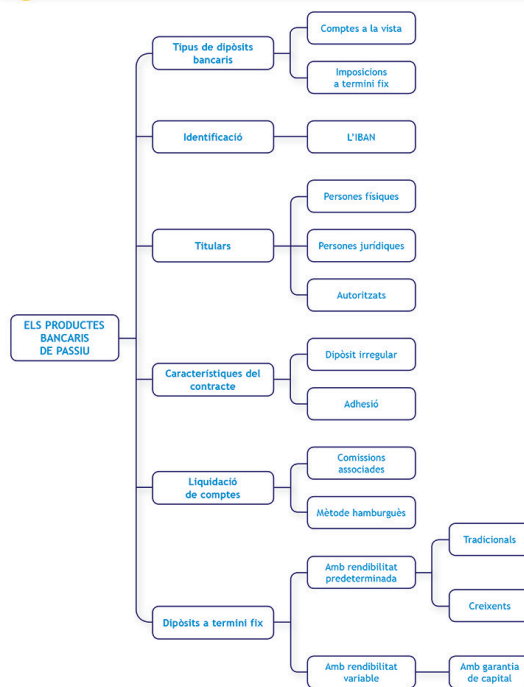 Tipus de dipòsits
bancaris
Comptes a la vista
Imposicions
a termini fix
Identificació
L'IBAN
Titulars
Persones físiques
Persones jurídiques
Autoritzats
ELS PRODUCTES
BANCARIS
DE PASSIU
Característiques del
contracte
Dipòsit irregular
Adhesió
Liquidació
de comptes
Comissions
associades
Mètode hamburguès
Dipòsits a termini fix
Amb rendibilitat
predeterminada
Tradicionals
Creixents
Amb rendibilitat
variable
Amb garantia
de capital